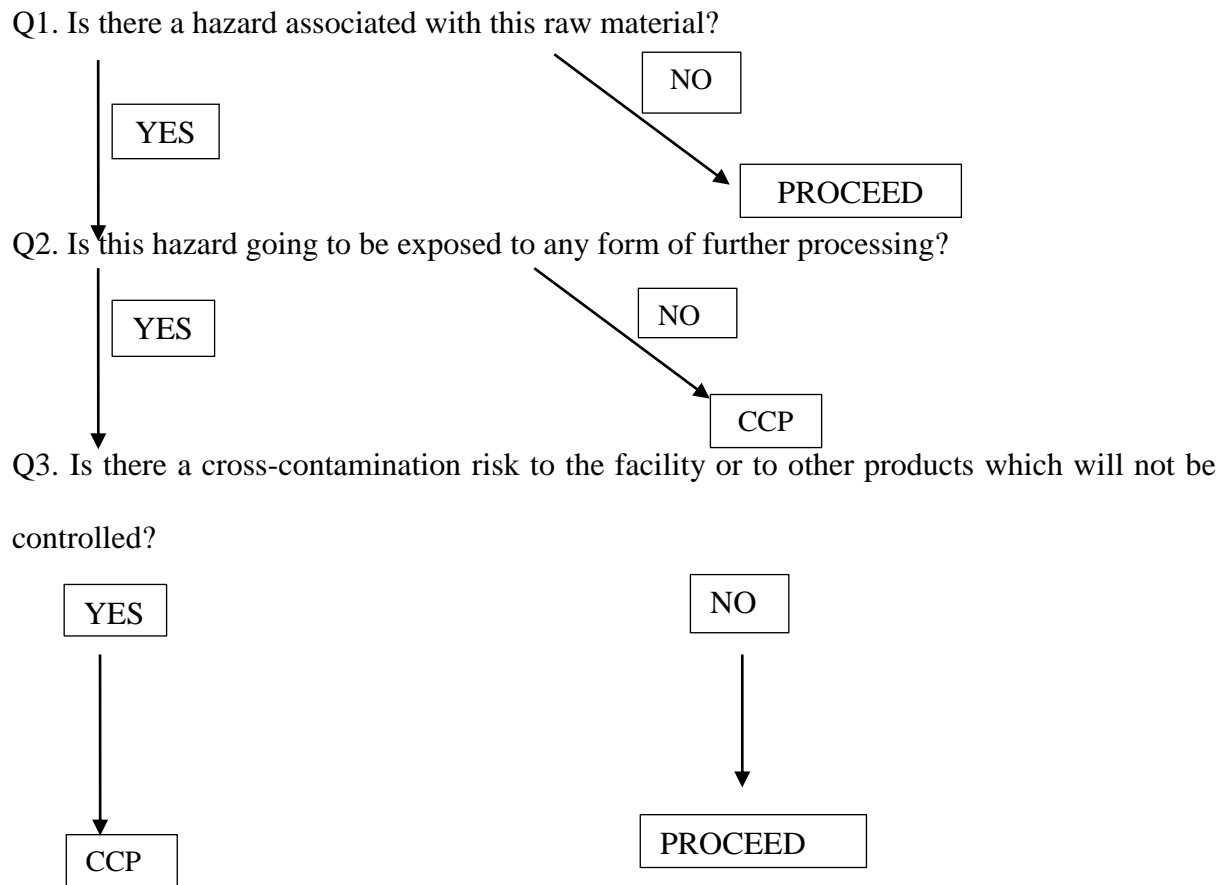 Q1. Is there a hazard associated with this raw material?
NO
YES
PROCEED
Q2. Is this hazard going to be exposed to any form of further processing?
YES
NO
CCP
Q3. Is there a cross-contamination risk to the facility or to other products which will not be
controlled?
YES
NO
CCP
PROCEED